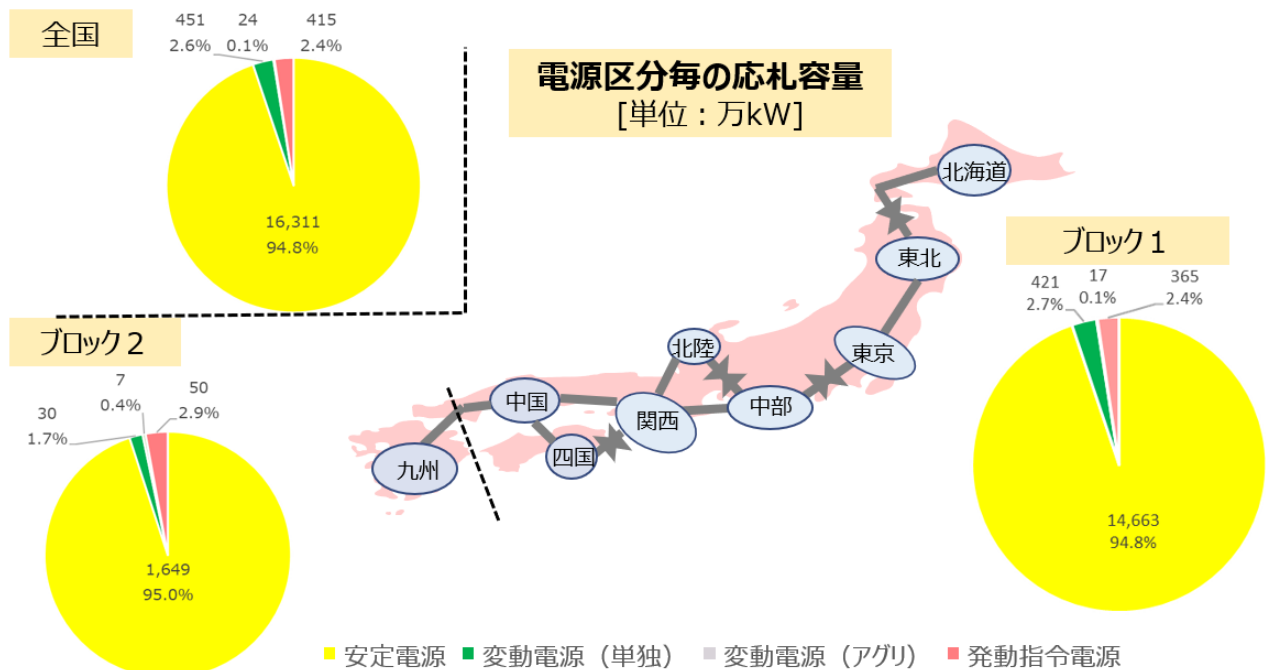 全国
451 24 415
2.6% 0.1% 2.4%
16,311
94.8%
電源区分毎の応札容量
[単位：万kW]
北海道
東北
東京
北陸
中部
関西
中国
四国
九州
ブロック１
421 17 365
2.7% 0.1% 2.4%
14,663
94.8%
ブロック２
30 7 50
1.7% 0.4% 2.9%
1,649
95.0%
安定電源 変動電源（単独） 変動電源（アグリ） 発動指令電源